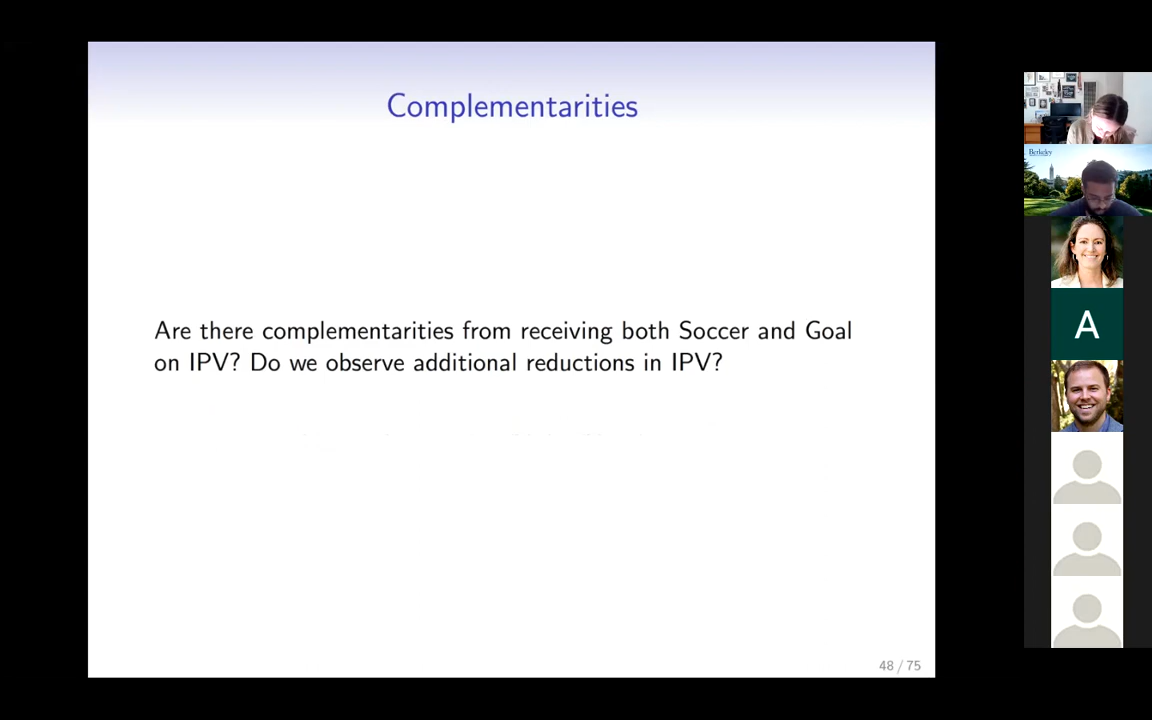 Complementarities
Are there complementarities from receiving both Soccer and Goal
on IPV? Do we observe additional reductions in IPV?
48 / 75
Berkeley
A